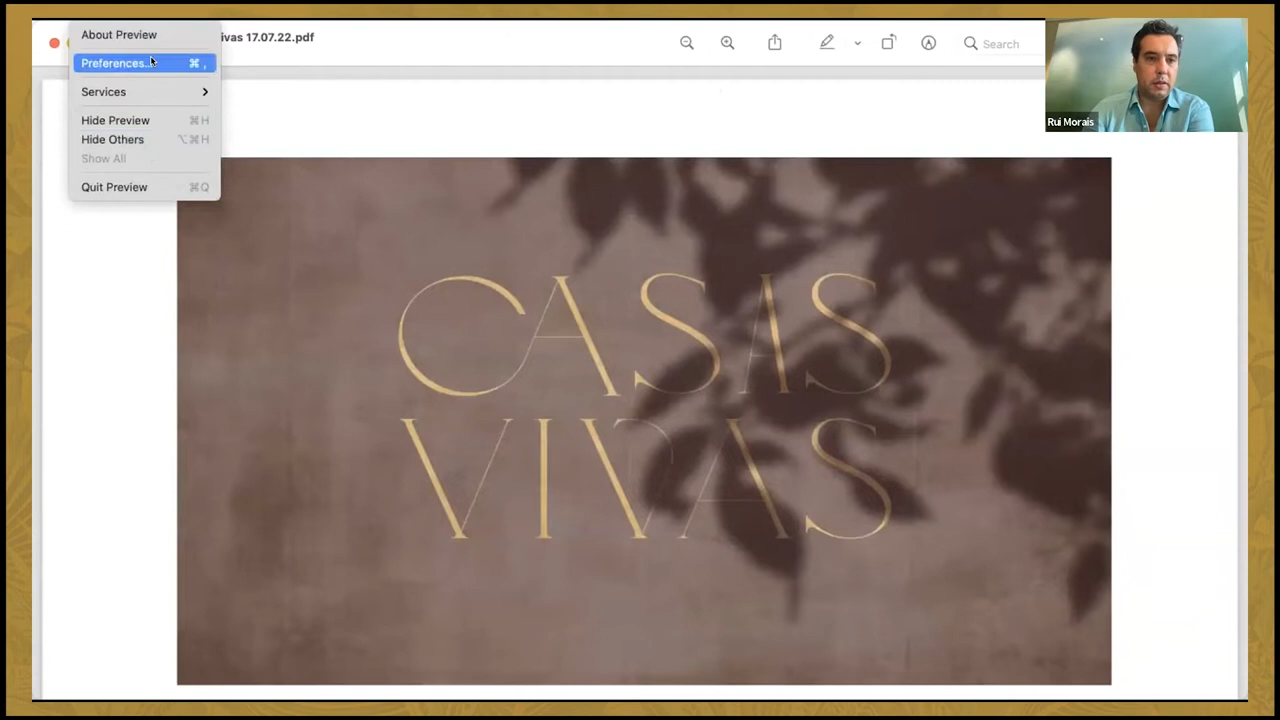 About Preview
ivas 17.07.22.pdf
Preferences... ⌘ ,
Services
Hide Preview ⌘H
Hide Others ⌥⌘H
Show All
Quit Preview ⌘Q
Search
Rui Morais
CASAS
VIVAS